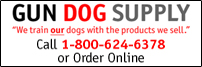 GUN DOG SUPPLY
"We train our dogs with the products we sell."
Call 1-800-624-6378
or Order Online